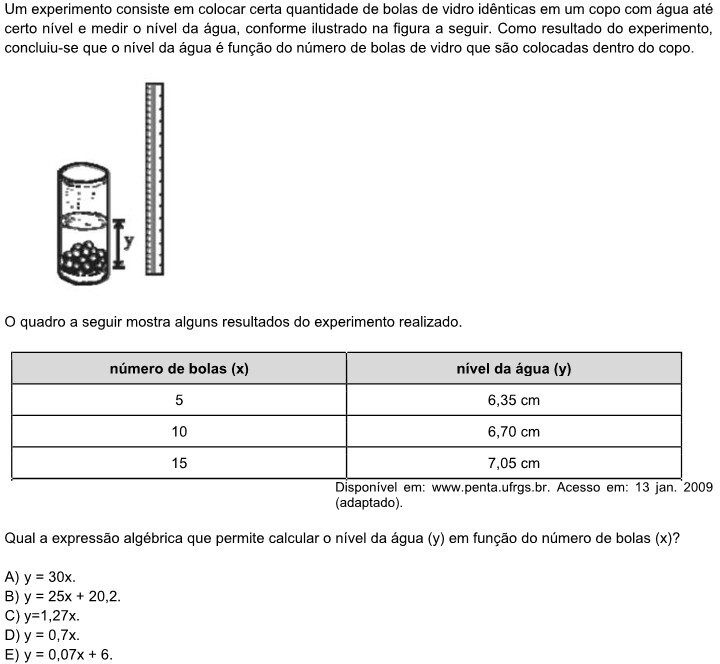 Um experimento consiste em colocar certa quantidade de bolas de vidro idênticas em um copo com água até
certo nível e medir o nível da água, conforme ilustrado na figura a seguir. Como resultado do experimento,
concluiu-se que o nível da água é função do número de bolas de vidro que são colocadas dentro do copo.
y
O quadro a seguir mostra alguns resultados do experimento realizado.
número de bolas (x) nível da água (y)
5 6,35 cm
10 6,70 cm
15 7,05 cm
Disponível em: www.penta.ufrgs.br. Acesso em: 13 jan. 2009
(adaptado).
Qual a expressão algébrica que permite calcular o nível da água (y) em função do número de bolas (x)?
A) y = 30x.
B) y = 25x + 20,2.
C) y=1,27x.
D) y = 0,7x.
E) y = 0,07x + 6.